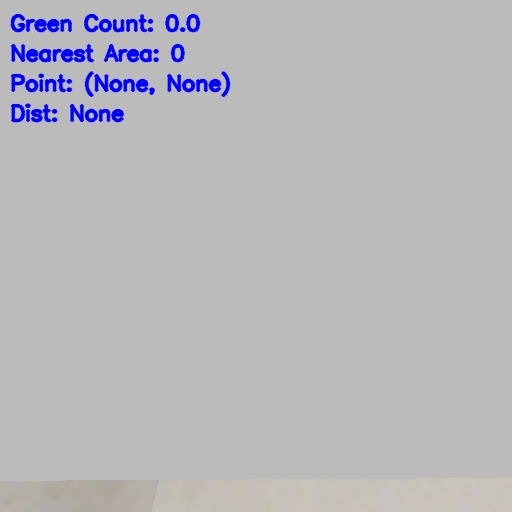 Green Count: 0.0
Nearest Area: 0
Point: (None, None)
Dist: None